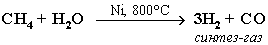 CH₄ + H₂O —Ni, 800°C→ 3H₂ + CO
синтез-газ